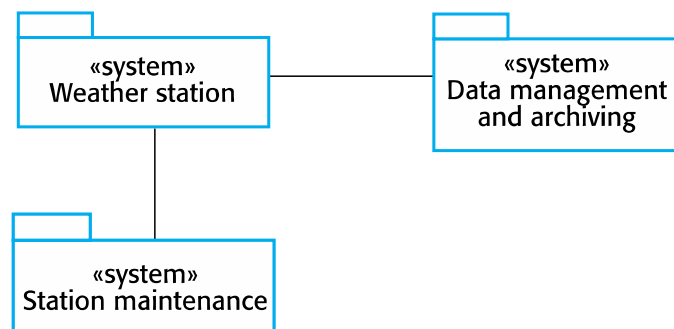 «system»
Weather station
«system»
Data management
and archiving
«system»
Station maintenance